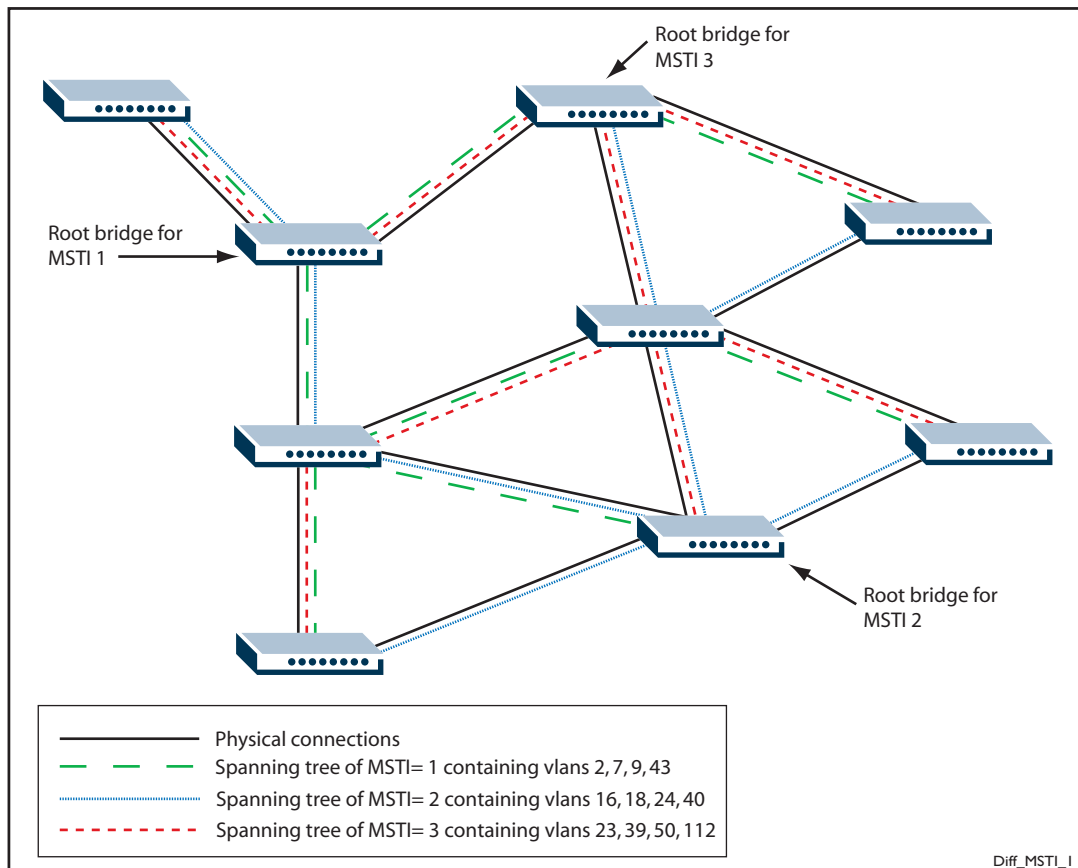 Root bridge for
MSTI 3
Root bridge for
MSTI 1
Root bridge for
MSTI 2
Physical connections
Spanning tree of MSTI= 1 containing vlans 2, 7, 9, 43
Spanning tree of MSTI= 2 containing vlans 16, 18, 24, 40
Spanning tree of MSTI= 3 containing vlans 23, 39, 50, 112